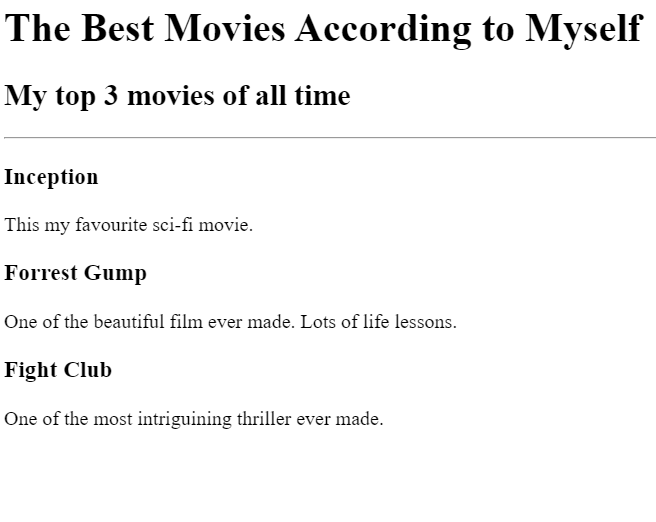 The Best Movies According to Myself
My top 3 movies of all time
Inception
This my favourite sci-fi movie.
Forrest Gump
One of the beautiful film ever made. Lots of life lessons.
Fight Club
One of the most intriguining thriller ever made.